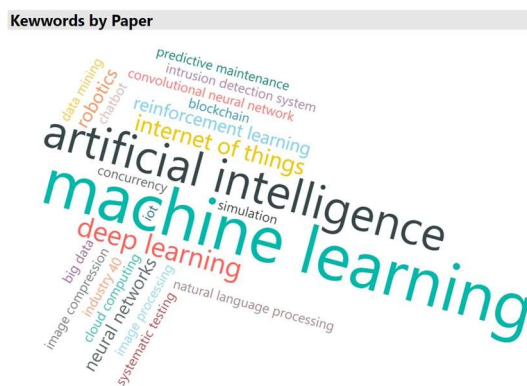 Kewwords by Paper
predictive maintenance
intrusion detection system
convolutional neural network
blockchain
reinforcement learning
internet of things
data mining
robotics
chatbot
artificial intelligence
concurrency
iot
simulation
machine learning
deep learning
big data
image compression
industry 40
cloud computing
neural networks
image processing
systematic testing
natural language processing